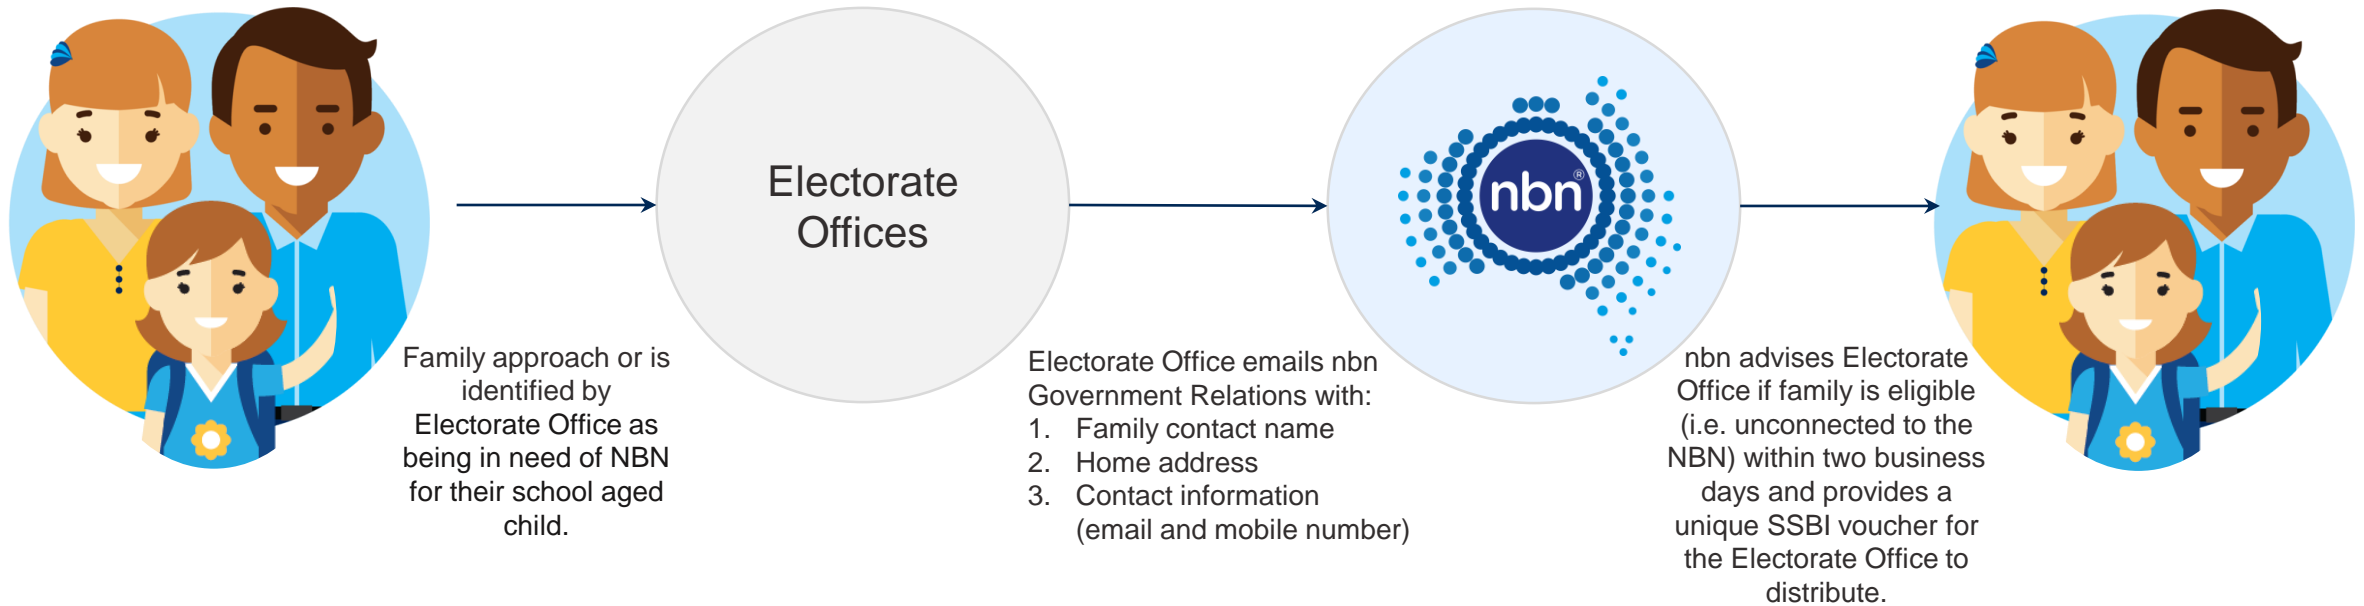 Electorate
Offices
nbn®
Family approach or is
identified by
Electorate Office as
being in need of NBN
for their school aged
child.
Electorate Office emails nbn
Government Relations with:
1. Family contact name
2. Home address
3. Contact information
(email and mobile number)
nbn advises Electorate
Office if family is eligible
(i.e. unconnected to the
NBN) within two business
days and provides a
unique SSBI voucher for
the Electorate Office to
distribute.